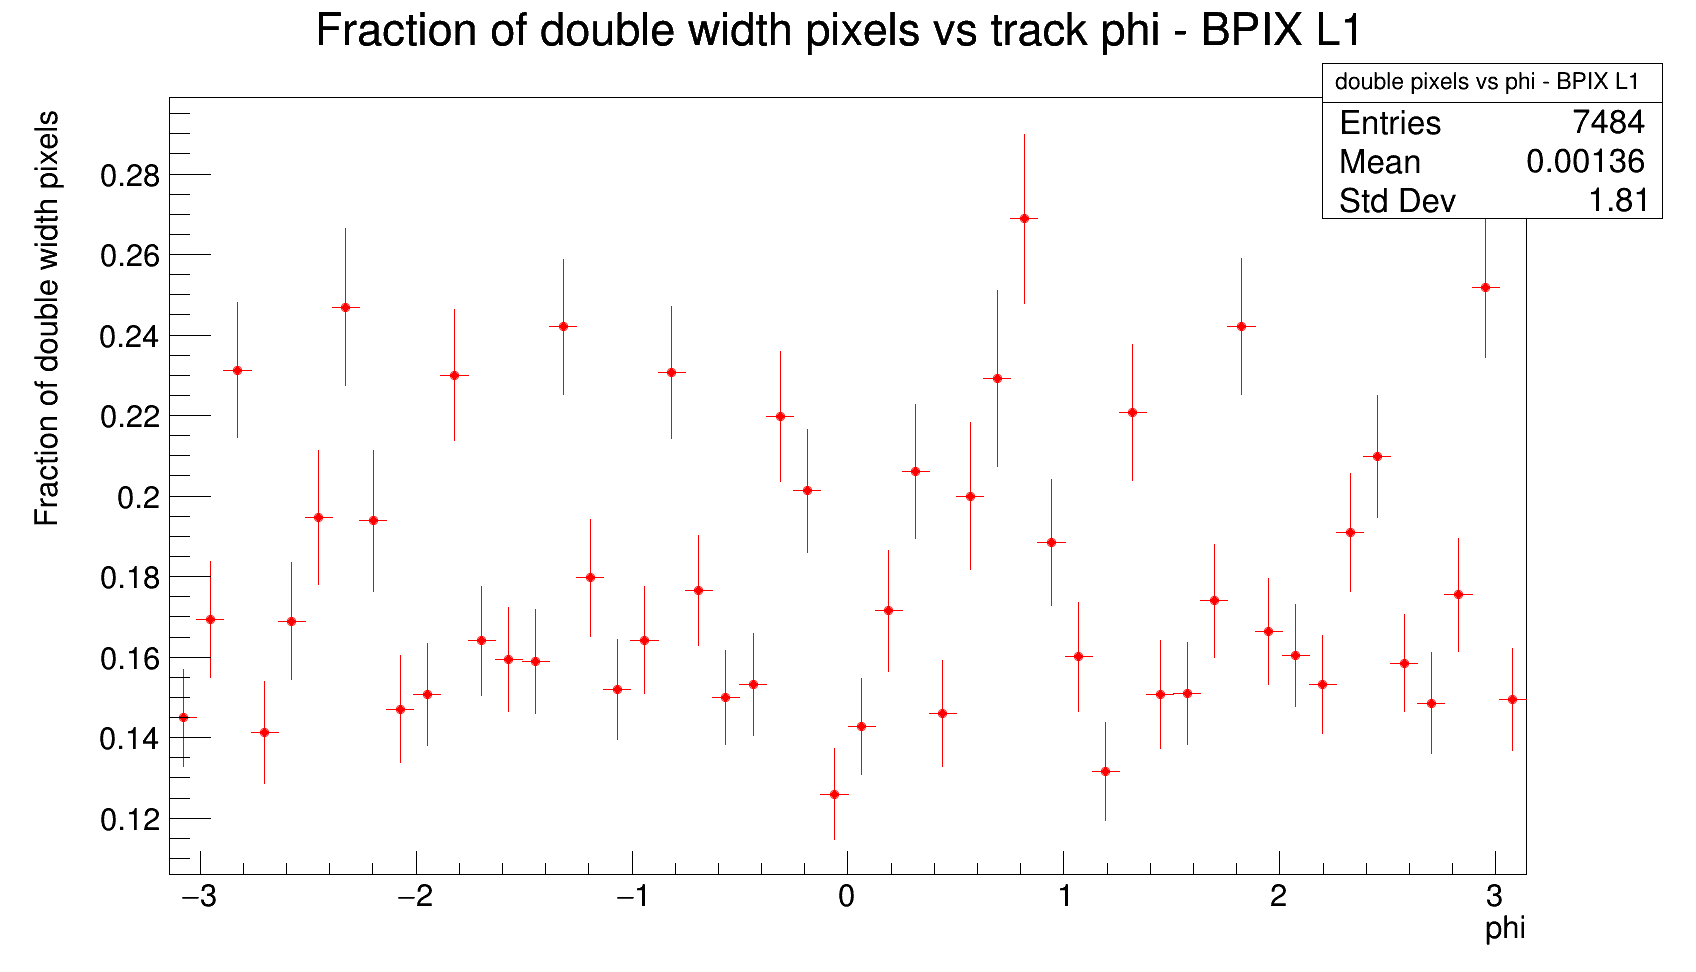 Fraction of double width pixels vs track phi - BPIX L1
double pixels vs phi - BPIX L1
Entries 7484
Mean 0.00136
Std Dev 1.81
Fraction of double width pixels
0.28
0.26
0.24
0.22
0.2
0.18
0.16
0.14
0.12
−3 −2 −1 0 1 2 3
phi